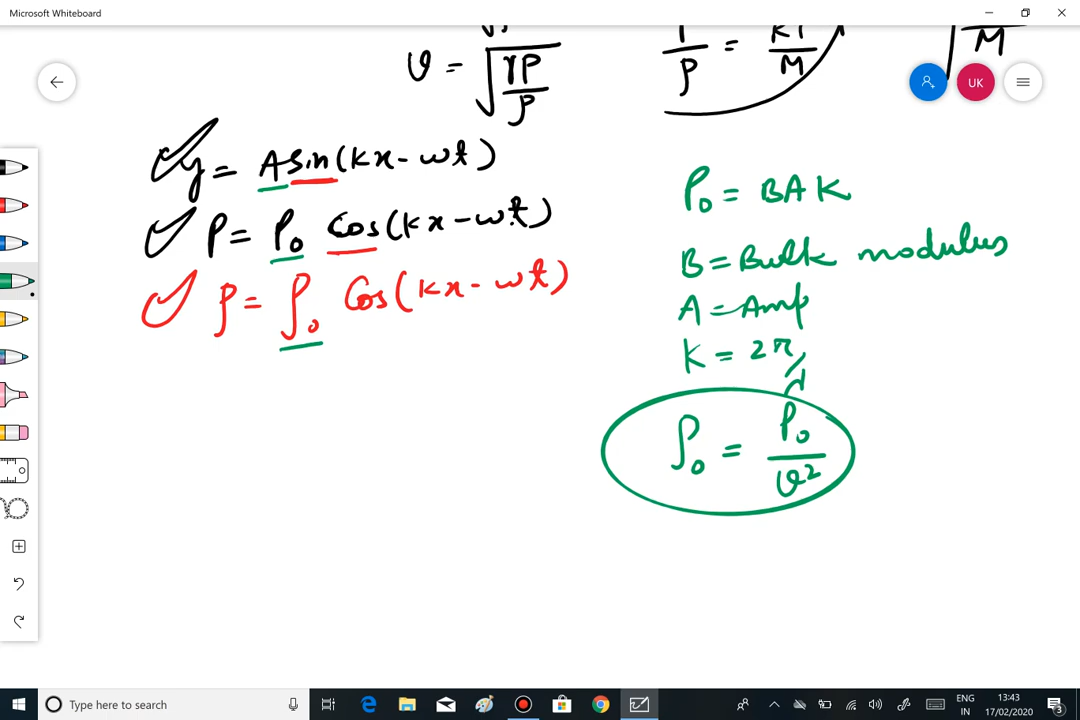 Microsoft Whiteboard
v = √(γP/ρ)
P/ρ = RT/M
M
UK
y = A sin(kx - ωt)
P = P₀ cos(kx - ωt)
ρ = ρ₀ cos(kx - ωt)
P₀ = BAK
B = Bulk modulus
A = Amp
K = 2π/λ
ρ₀ = P₀/v²
Type here to search
ENG
IN
13:43
17/02/2020
3